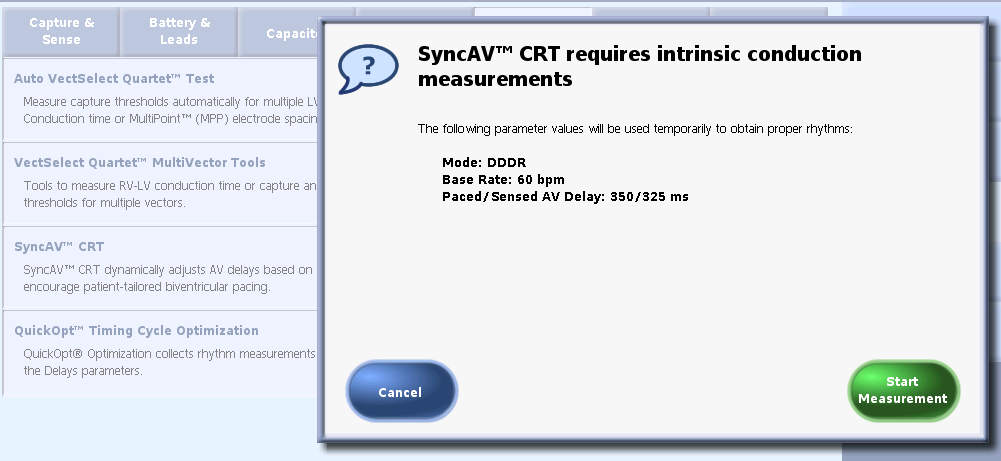 Capture &
Sense
Battery &
Leads
Auto VectSelect Quartet™ Test
Measure capture thresholds automatically for multiple
Conduction time or MultiPoint™ (MPP) electrode
VectSelect Quartet™ MultiVector Tools
Tools to measure RV-LV conduction time or capture
thresholds for multiple vectors.
SyncAV™ CRT
SyncAV™ CRT dynamically adjusts AV delays based on
encourage patient-tailored biventricular pacing.
QuickOpt™ Timing Cycle Optimization
QuickOpt® Optimization collects rhythm measurements
the Delays parameters.
?
SyncAV™ CRT requires intrinsic conduction
measurements
The following parameter values will be used temporarily to obtain proper rhythms:
Mode: DDDR
Base Rate: 60 bpm
Paced/Sensed AV Delay: 350/325 ms
Cancel
Start
Measurement